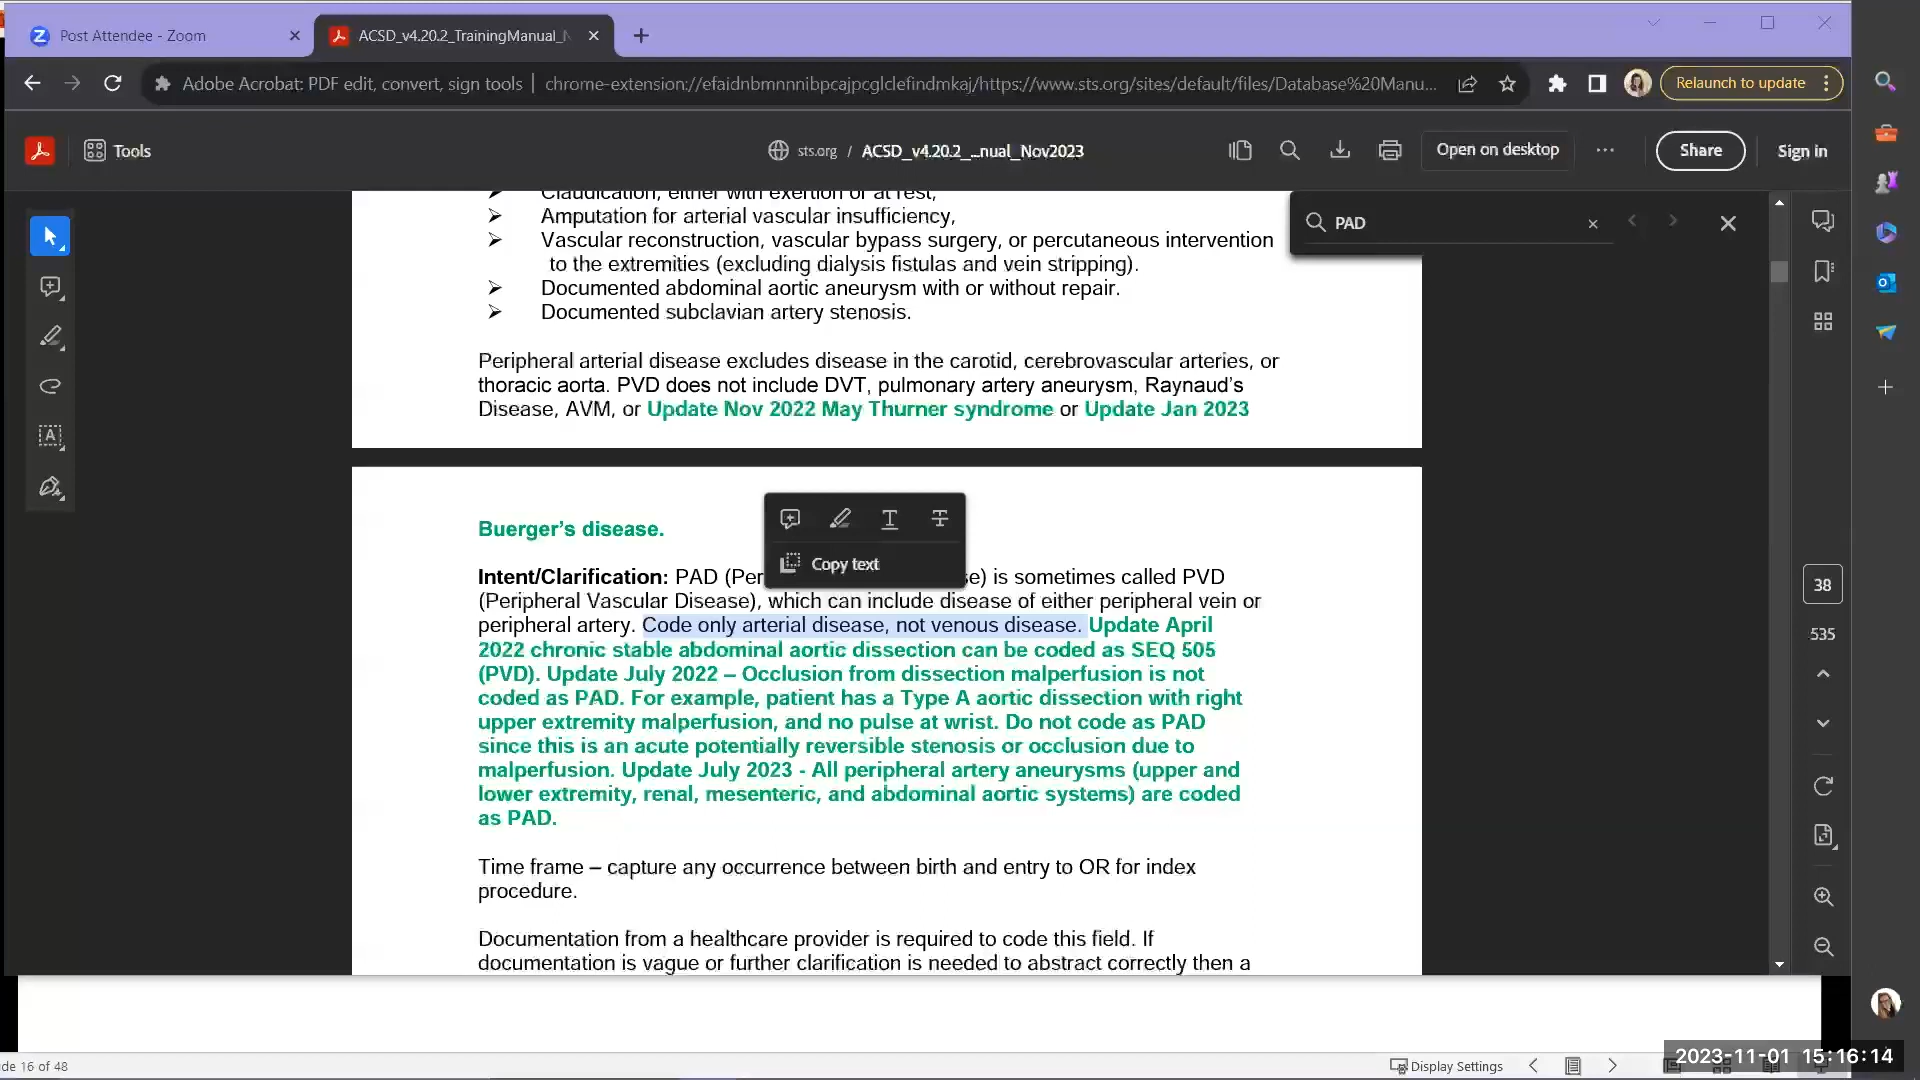 Post Attendee - Zoom
ACSD_v4.20.2_TrainingManual_N
Adobe Acrobat: PDF edit, convert, sign tools
chrome-extension://efaidnbmnnnibpcajpcglclefindmkaj/https://www.sts.org/sites/default/files/Database%20Manu...
Relaunch to update
Tools
sts.org / ACSD_v4.20.2_...nual_Nov2023
Open on desktop
Share
Sign in
PAD
Claudication, either with exertion or at rest,
➢ Amputation for arterial vascular insufficiency,
➢ Vascular reconstruction, vascular bypass surgery, or percutaneous intervention
to the extremities (excluding dialysis fistulas and vein stripping).
➢ Documented abdominal aortic aneurysm with or without repair.
➢ Documented subclavian artery stenosis.
Peripheral arterial disease excludes disease in the carotid, cerebrovascular arteries, or
thoracic aorta. PVD does not include DVT, pulmonary artery aneurysm, Raynaud's
Disease, AVM, or Update Nov 2022 May Thurner syndrome or Update Jan 2023
Buerger's disease.
Copy text
Intent/Clarification: PAD (Per se) is sometimes called PVD
(Peripheral Vascular Disease), which can include disease of either peripheral vein or
peripheral artery. Code only arterial disease, not venous disease. Update April
2022 chronic stable abdominal aortic dissection can be coded as SEQ 505
(PVD). Update July 2022 – Occlusion from dissection malperfusion is not
coded as PAD. For example, patient has a Type A aortic dissection with right
upper extremity malperfusion, and no pulse at wrist. Do not code as PAD
since this is an acute potentially reversible stenosis or occlusion due to
malperfusion. Update July 2023 - All peripheral artery aneurysms (upper and
lower extremity, renal, mesenteric, and abdominal aortic systems) are coded
as PAD.
Time frame – capture any occurrence between birth and entry to OR for index
procedure.
Documentation from a healthcare provider is required to code this field. If
documentation is vague or further clarification is needed to abstract correctly then a
38
535
de 16 of 48
Display Settings
2023-11-01 15:16:14